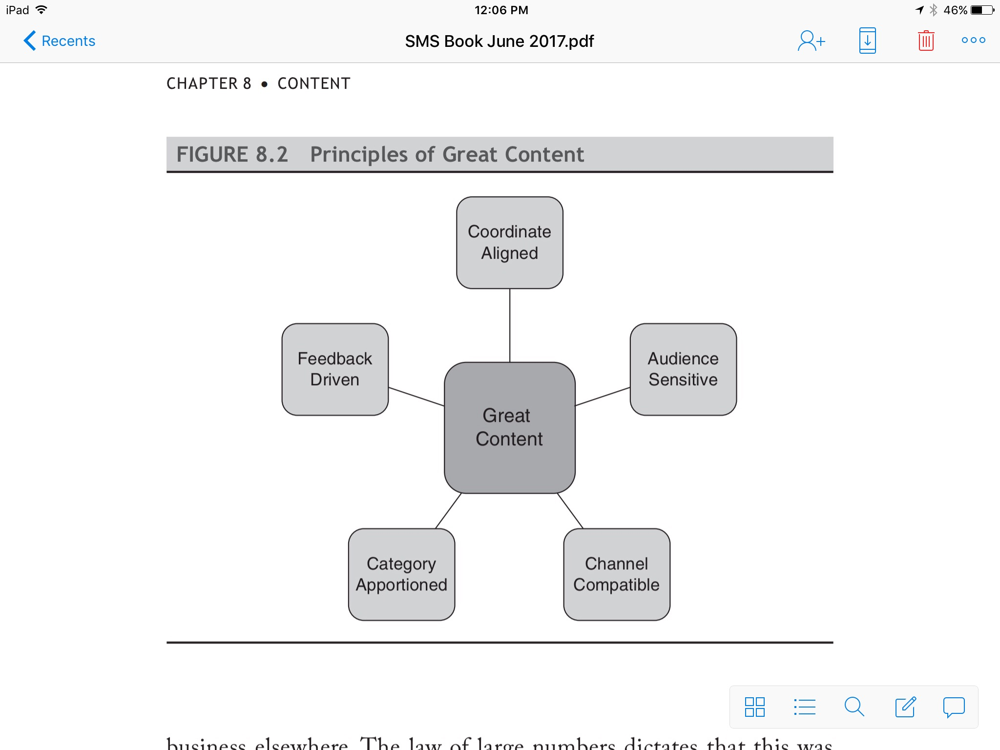 iPad
12:06 PM
46%
Recents
SMS Book June 2017.pdf
CHAPTER 8 • CONTENT
FIGURE 8.2 Principles of Great Content
Coordinate
Aligned
Feedback
Driven
Audience
Sensitive
Great
Content
Category
Apportioned
Channel
Compatible
business elsewhere. The law of large numbers dictates that this was